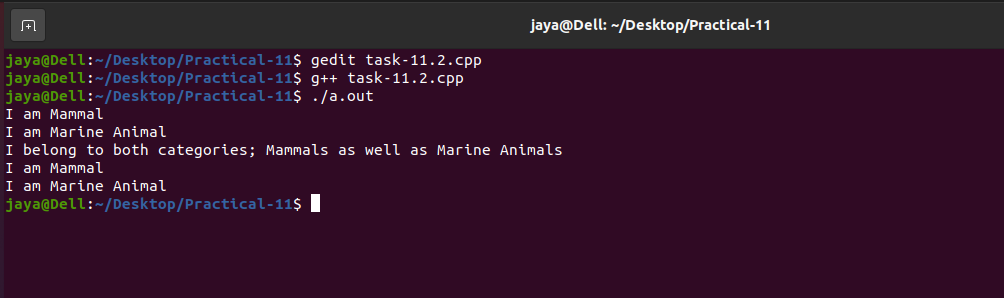 jaya@Dell: ~/Desktop/Practical-11
jaya@Dell:~/Desktop/Practical-11$ gedit task-11.2.cpp
jaya@Dell:~/Desktop/Practical-11$ g++ task-11.2.cpp
jaya@Dell:~/Desktop/Practical-11$ ./a.out
I am Mammal
I am Marine Animal
I belong to both categories; Mammals as well as Marine Animals
I am Mammal
I am Marine Animal
jaya@Dell:~/Desktop/Practical-11$